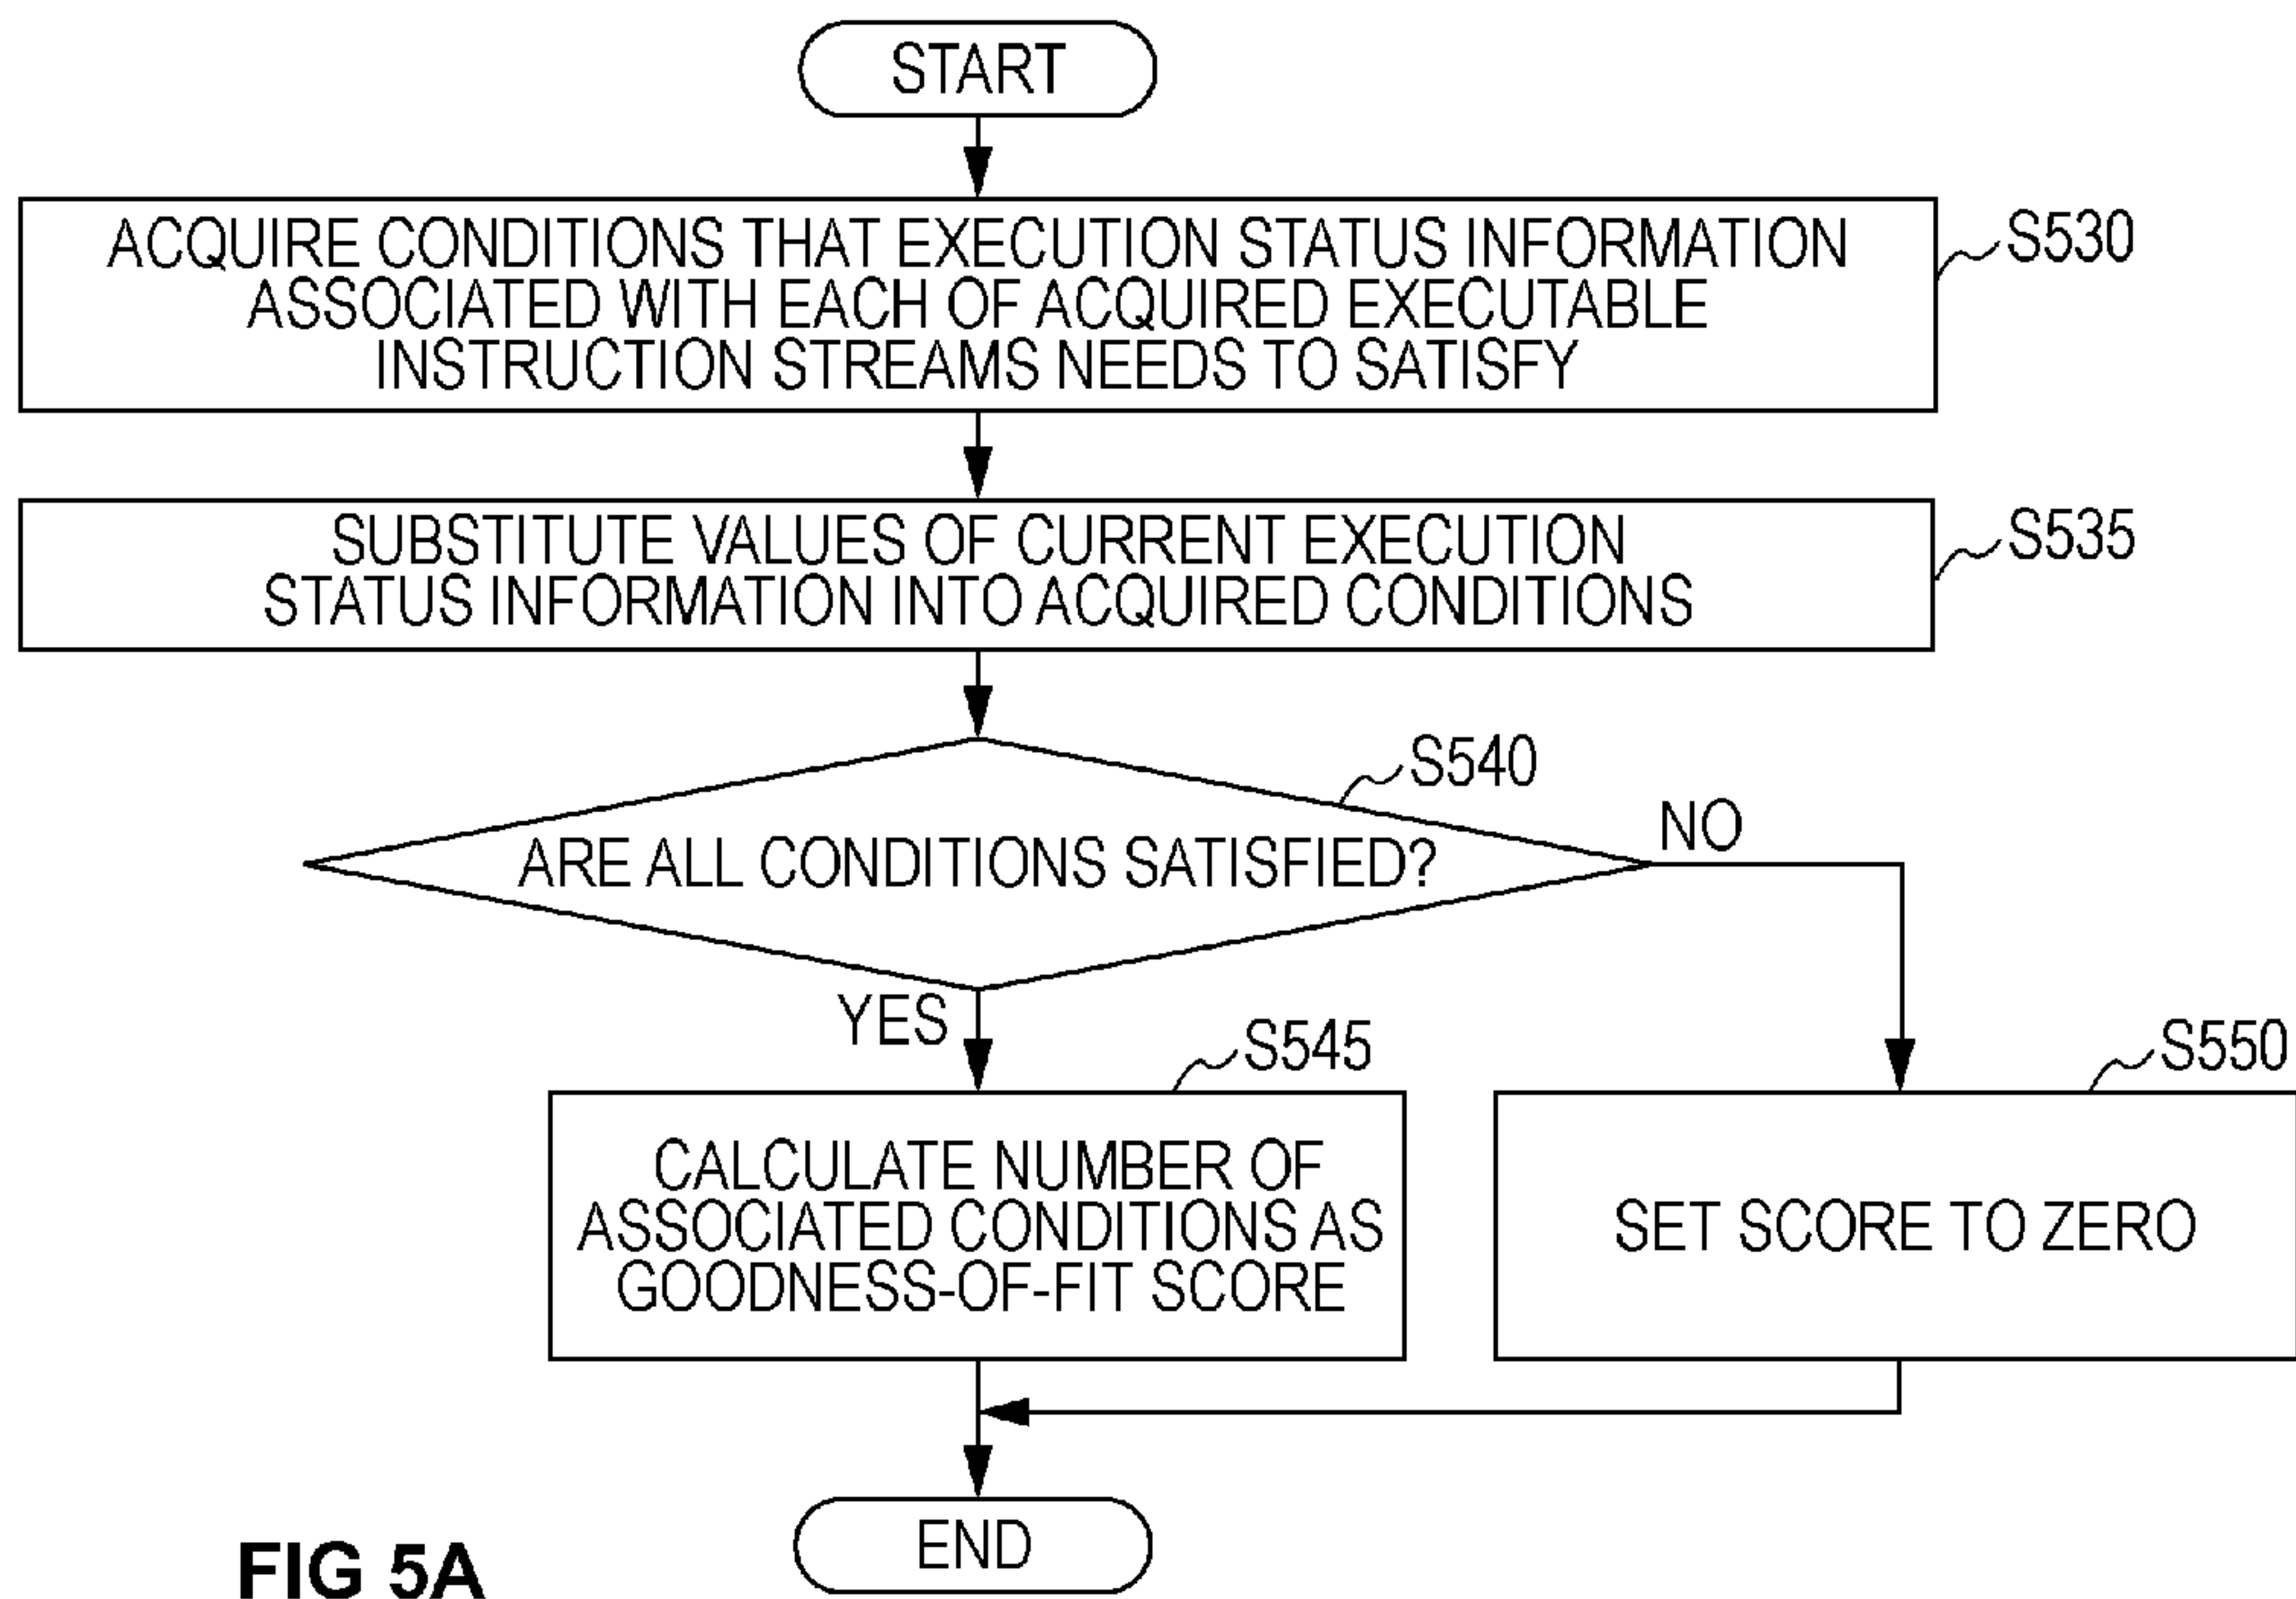 START
ACQUIRE CONDITIONS THAT EXECUTION STATUS INFORMATION
ASSOCIATED WITH EACH OF ACQUIRED EXECUTABLE
INSTRUCTION STREAMS NEEDS TO SATISFY
S530
SUBSTITUTE VALUES OF CURRENT EXECUTION
STATUS INFORMATION INTO ACQUIRED CONDITIONS
S535
S540
ARE ALL CONDITIONS SATISFIED?
NO
YES
S545
CALCULATE NUMBER OF
ASSOCIATED CONDITIONS AS
GOODNESS-OF-FIT SCORE
S550
SET SCORE TO ZERO
END
FIG 5A